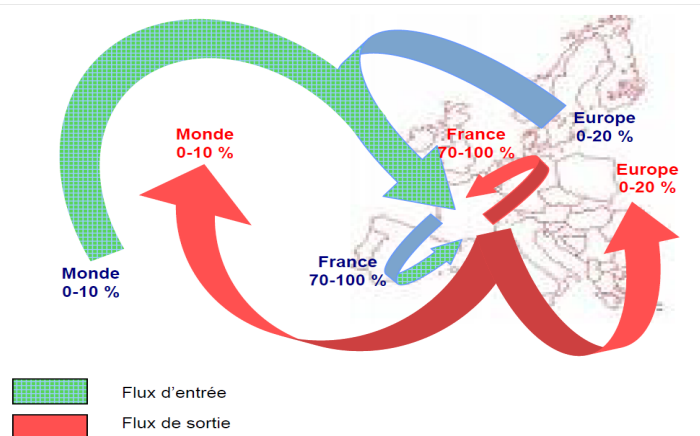 Europe
0-20 %
Monde
0-10 %
France
70-100 %
Europe
0-20 %
France
70-100 %
Monde
0-10 %
Flux d'entrée
Flux de sortie